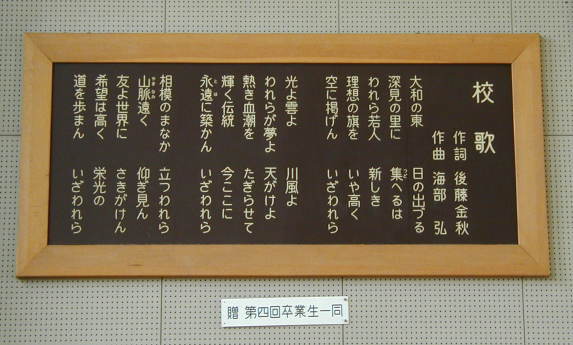 校歌
作詞 後藤金秋
作曲 海部 弘
大和の東 日の出づる
深見の里に 集へるは
われら若人 新しき
理想の旗を いや高く
空に掲げん いざわれら
光よ雲よ 川風よ
われらが夢よ 天がけよ
熱き血潮を たぎらせて
輝く伝統 今ここに
永遠に築かん いざわれら
相模のまなか 立つわれら
山脈遠く 仰ぎ見ん
友よ世界に さきがけん
希望は高く 栄光の
道を歩まん いざわれら
贈 第四回卒業生一同